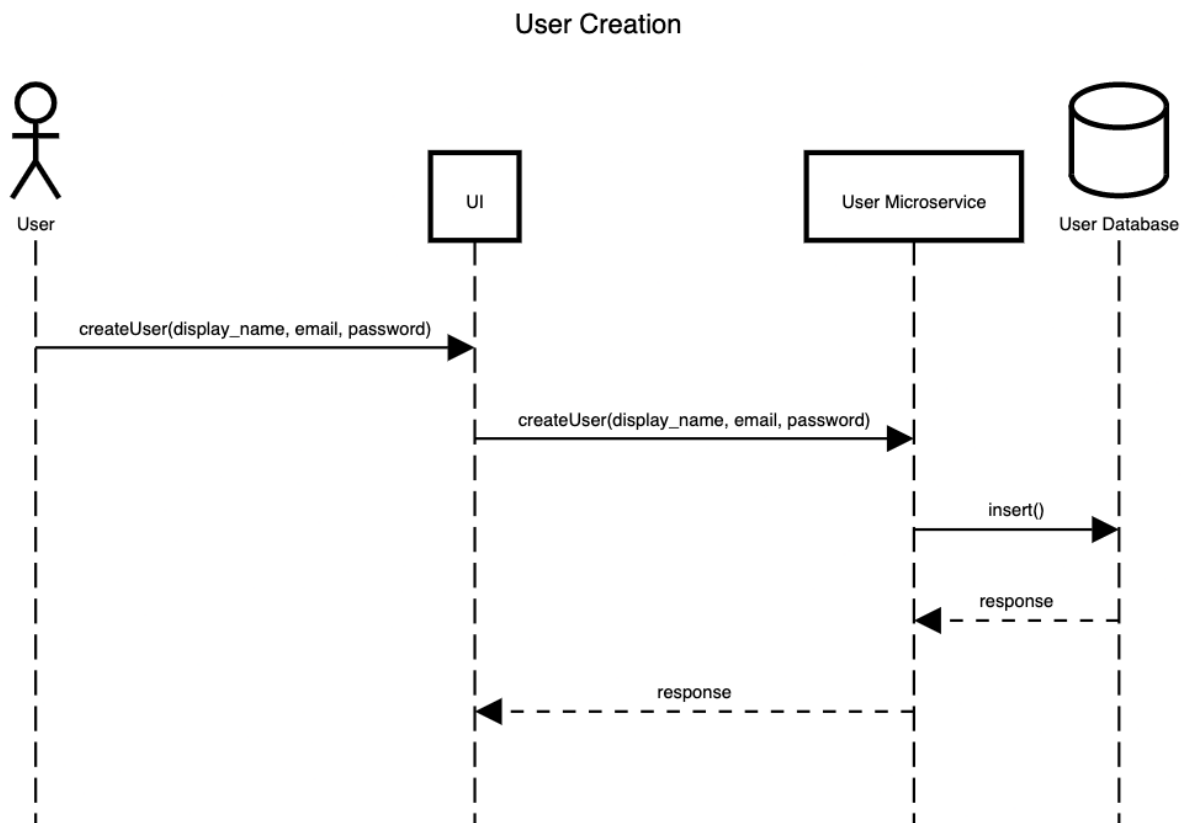 User Creation
User
UI
User Microservice
User Database
createUser(display_name, email, password)
createUser(display_name, email, password)
insert()
response
response